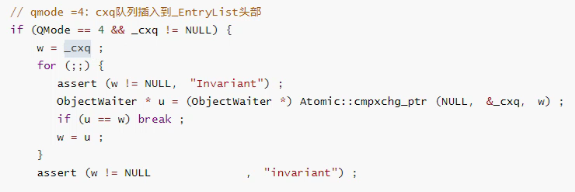 // qmode =4: cxq队列插入到_EntryList头部
if (QMode == 4 && _cxq != NULL) {
w = _cxq ;
for (;;) {
assert (w != NULL, "Invariant") ;
ObjectWaiter * u = (ObjectWaiter *) Atomic::cmpxchg_ptr (NULL, &_cxq, w) ;
if (u == w) break ;
w = u ;
}
assert (w != NULL , "invariant") ;